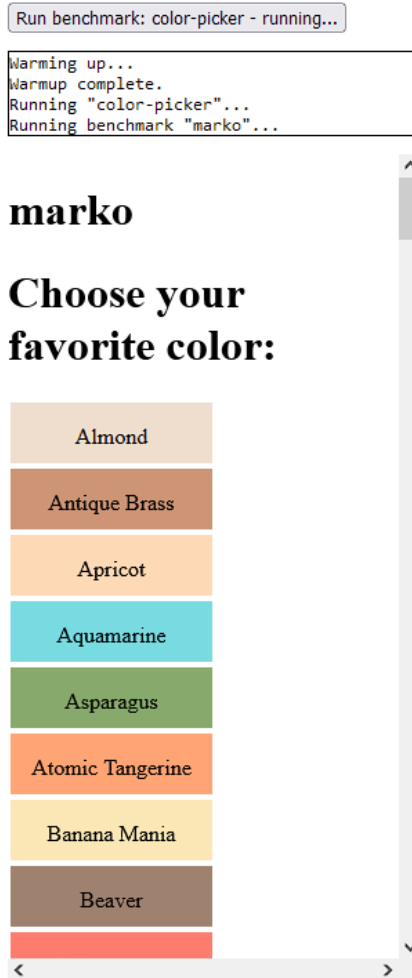 Run benchmark: color-picker - running...
Warming up...
Warmup complete.
Running "color-picker"...
Running benchmark "marko"...
marko
Choose your
favorite color:
Almond
Antique Brass
Apricot
Aquamarine
Asparagus
Atomic Tangerine
Banana Mania
Beaver